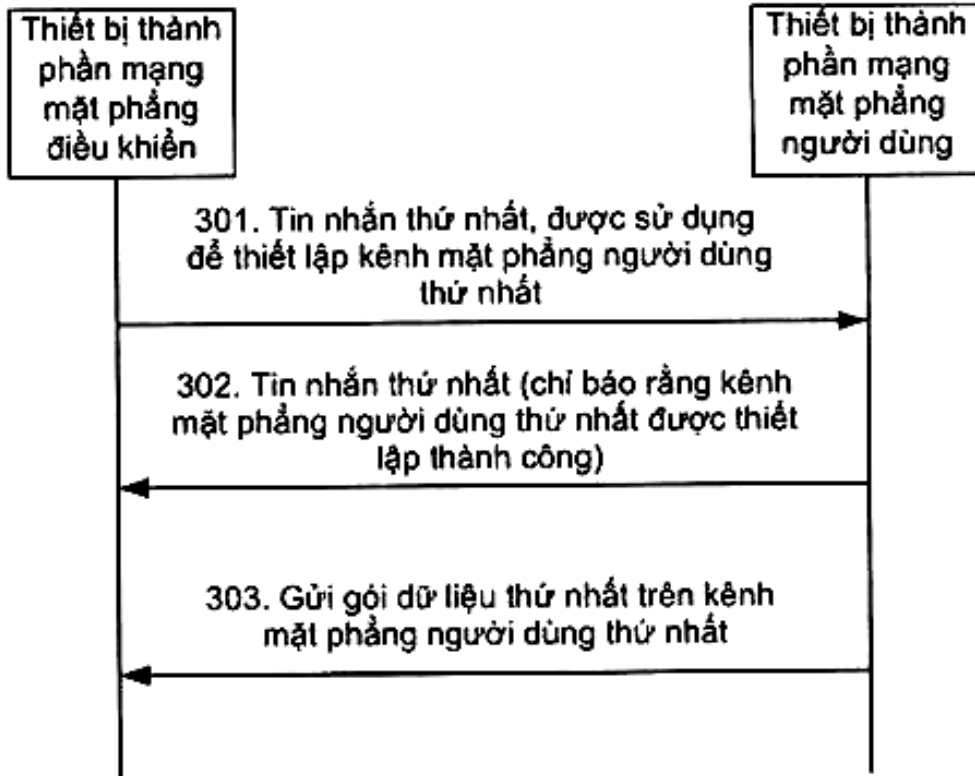 Thiết bị thành
phần mạng
mặt phẳng
điều khiển
Thiết bị thành
phần mạng
mặt phẳng
người dùng
301. Tin nhắn thứ nhất, được sử dụng
để thiết lập kênh mặt phẳng người dùng
thứ nhất
302. Tin nhắn thứ nhất (chỉ báo rằng kênh
mặt phẳng người dùng thứ nhất được thiết
lập thành công)
303. Gửi gói dữ liệu thứ nhất trên kênh
mặt phẳng người dùng thứ nhất